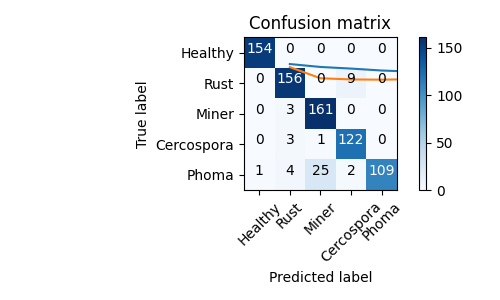 Confusion matrix
Healthy 154 0 0 0 0
Rust 0 156 0 9 0
Miner 0 3 161 0 0
Cercospora 0 3 1 122 0
Phoma 1 4 25 2 109
True label
Healthy Rust Miner Cercospora Phoma
Predicted label
150
100
50
0